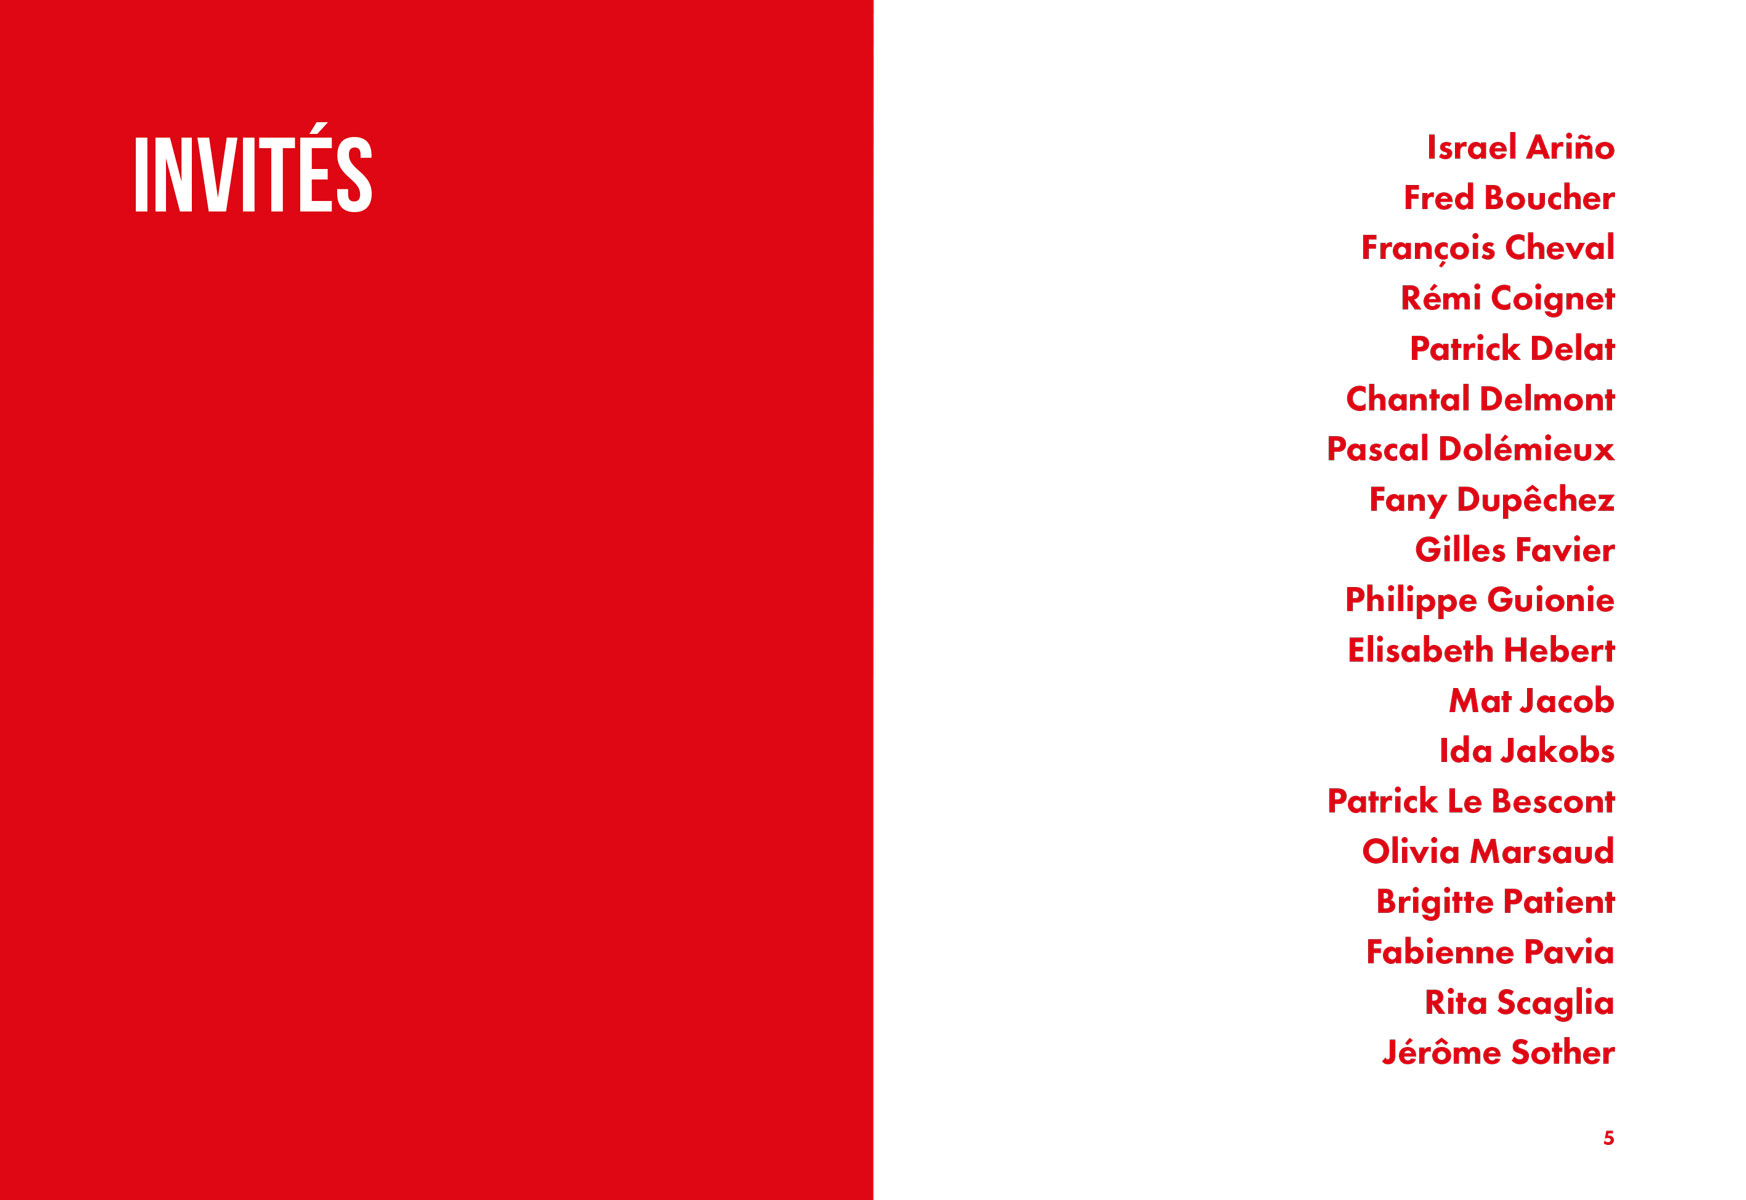 INVITÉS
Israel Ariño
Fred Boucher
François Cheval
Rémi Coignet
Patrick Delat
Chantal Delmont
Pascal Dolémieux
Fany Dupêchez
Gilles Favier
Philippe Guionie
Elisabeth Hebert
Mat Jacob
Ida Jakobs
Patrick Le Bescont
Olivia Marsaud
Brigitte Patient
Fabienne Pavia
Rita Scaglia
Jérôme Sother
5